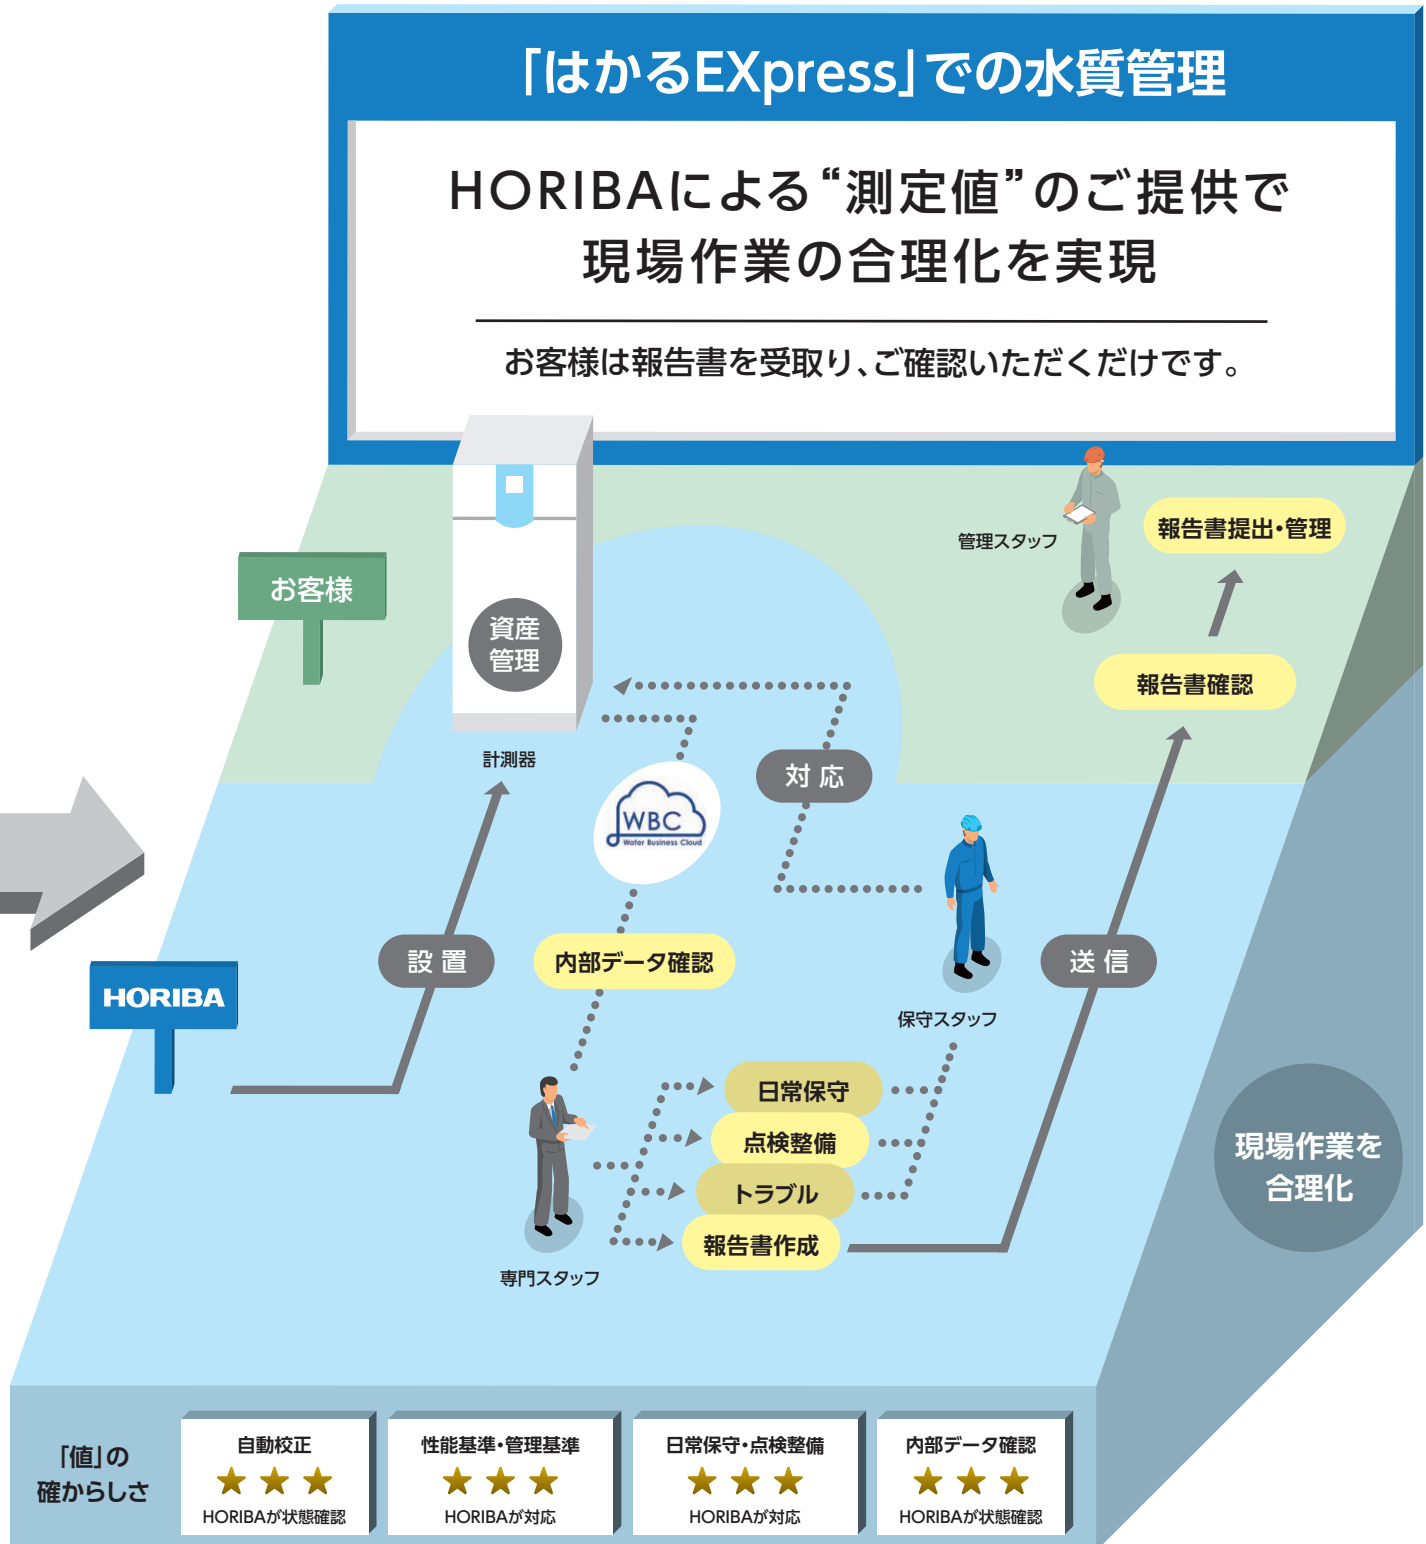 「はかるEXpress」での水質管理
HORIBAによる“測定値”のご提供で
現場作業の合理化を実現
お客様は報告書を受取り、ご確認いただくだけです。
管理スタッフ
報告書提出・管理
お客様
資産
管理
報告書確認
計測器
対応
WBC
Water Business Cloud
設置
内部データ確認
送信
HORIBA
保守スタッフ
日常保守
点検整備
トラブル
報告書作成
専門スタッフ
現場作業を
合理化
「値」の
確からしさ
自動校正
HORIBAが状態確認
性能基準・管理基準
HORIBAが対応
日常保守・点検整備
HORIBAが対応
内部データ確認
HORIBAが状態確認